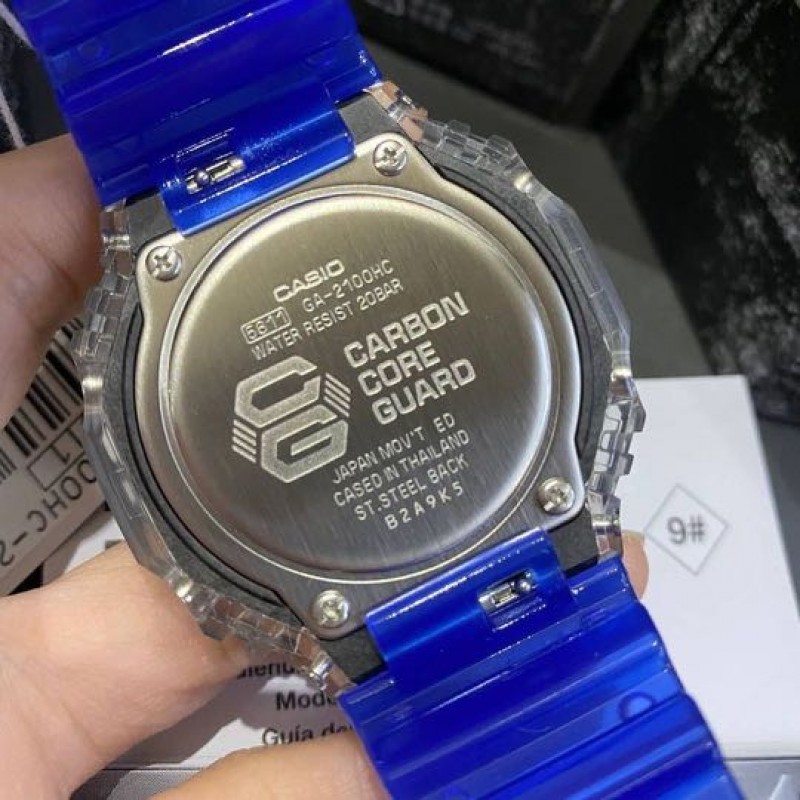 CASIO
5611 GA-2100HC
WATER RESIST 20BAR
CARBON
CORE
GUARD
CG
JAPAN MOV'T ED
CASED IN THAILAND
ST.STEEL BACK
B2A9K5
9#
Guía de